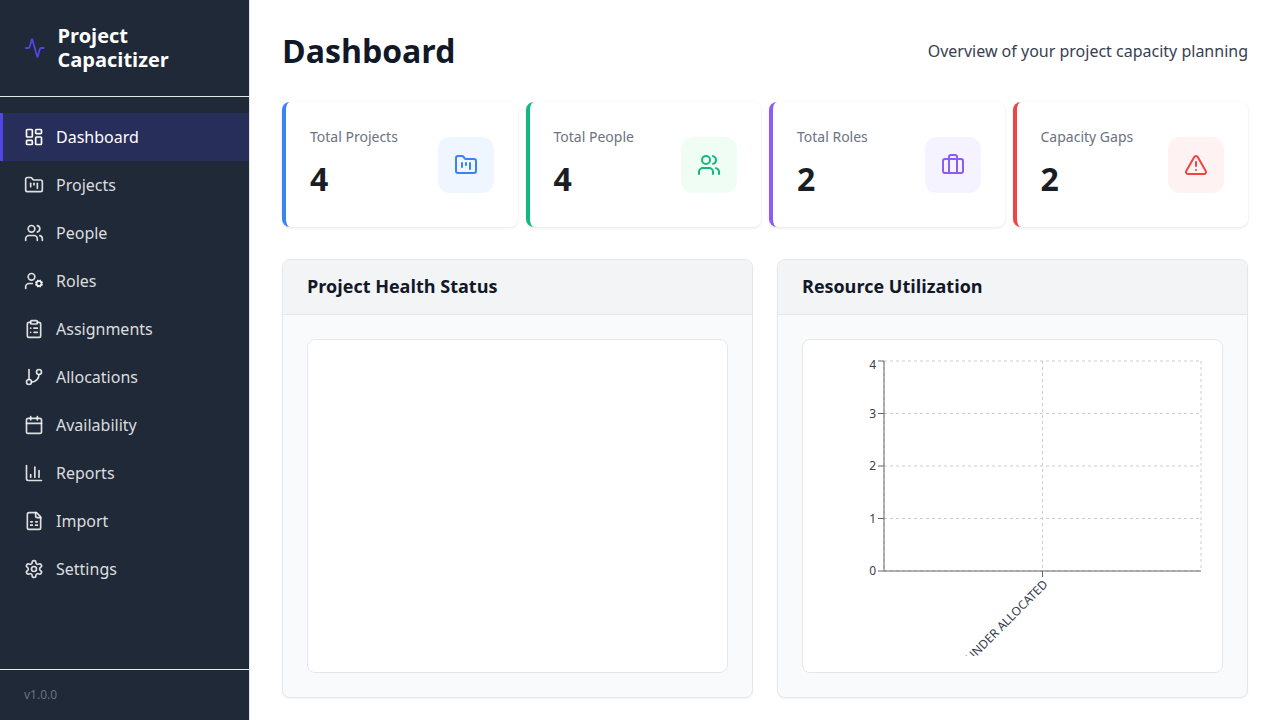 Project
Capacitizer
Dashboard
Projects
People
Roles
Assignments
Allocations
Availability
Reports
Import
Settings
v1.0.0
Dashboard
Overview of your project capacity planning
Total Projects
4
Total People
4
Total Roles
2
Capacity Gaps
2
Project Health Status
Resource Utilization
4
3
2
1
0
ALLOCATED